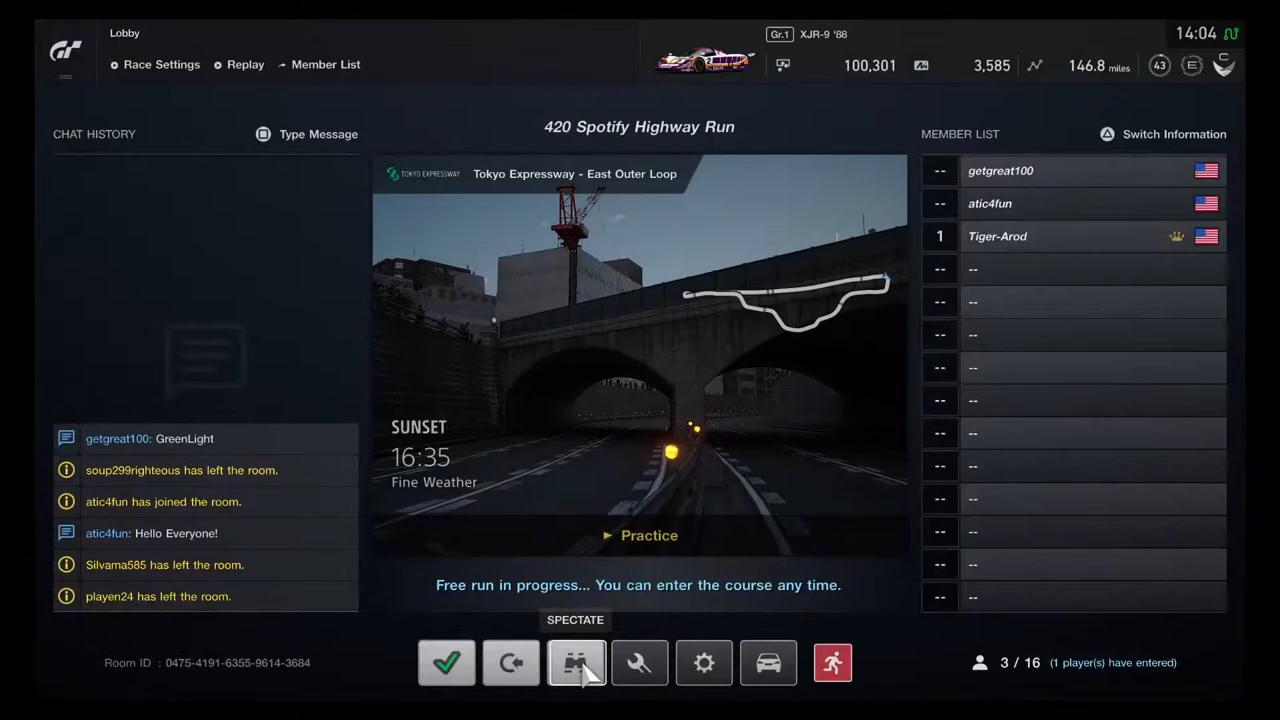 Lobby
Race Settings
Replay
Member List
Gr.1
XJR-9 '88
14:04
100,301
3,585
146.8 miles
43
E
C
CHAT HISTORY
Type Message
420 Spotify Highway Run
MEMBER LIST
Switch Information
TOKYO EXPRESSWAY
Tokyo Expressway - East Outer Loop
-- getgreat100
-- atic4fun
1 Tiger-Arod
-- --
-- --
-- --
-- --
-- --
-- --
-- --
-- --
-- --
-- --
-- --
SUNSET
16:35
Fine Weather
Practice
getgreat100: GreenLight
soup299righteous has left the room.
atic4fun has joined the room.
atic4fun: Hello Everyone!
Silvama585 has left the room.
playen24 has left the room.
Free run in progress... You can enter the course any time.
SPECTATE
Room ID : 0475-4191-6355-9614-3684
3 / 16 (1 player(s) have entered)